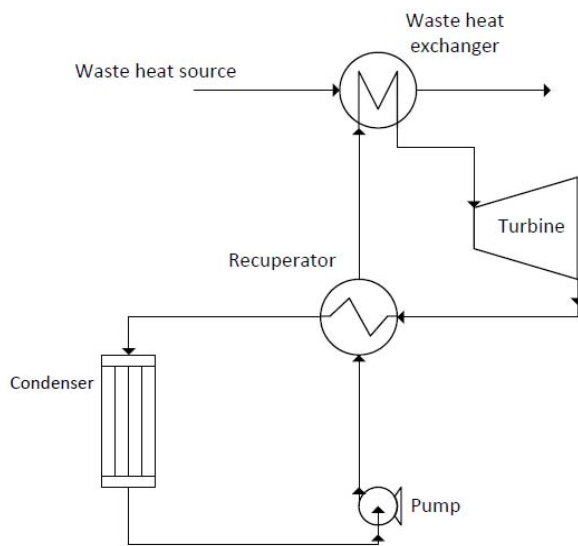 Waste heat
exchanger
Waste heat source
Turbine
Recuperator
Condenser
Pump